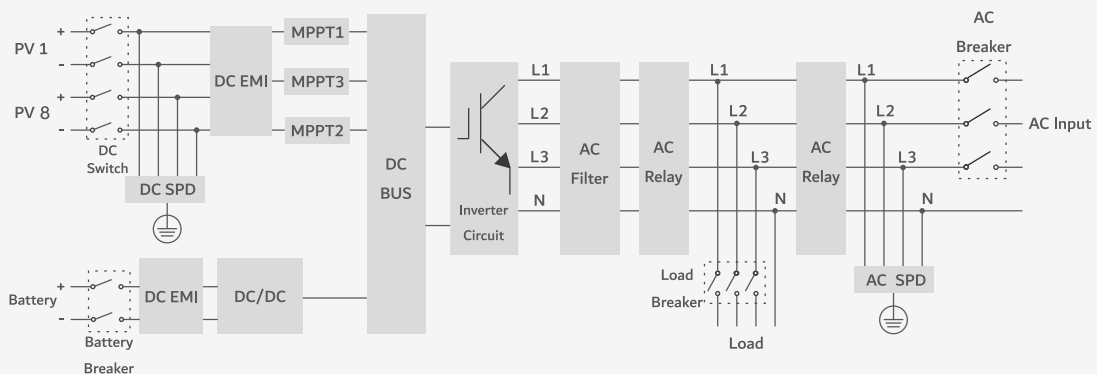 +
PV 1
-
+
PV 8
-
DC
Switch
DC SPD
DC EMI
MPPT1
MPPT3
MPPT2
DC
BUS
+
Battery
-
Battery
Breaker
DC EMI
DC/DC
Inverter
Circuit
L1
L2
L3
N
AC
Filter
AC
Relay
L1
L2
L3
N
Load
Breaker
Load
AC
Relay
L1
L2
L3
N
AC SPD
AC
Breaker
AC Input